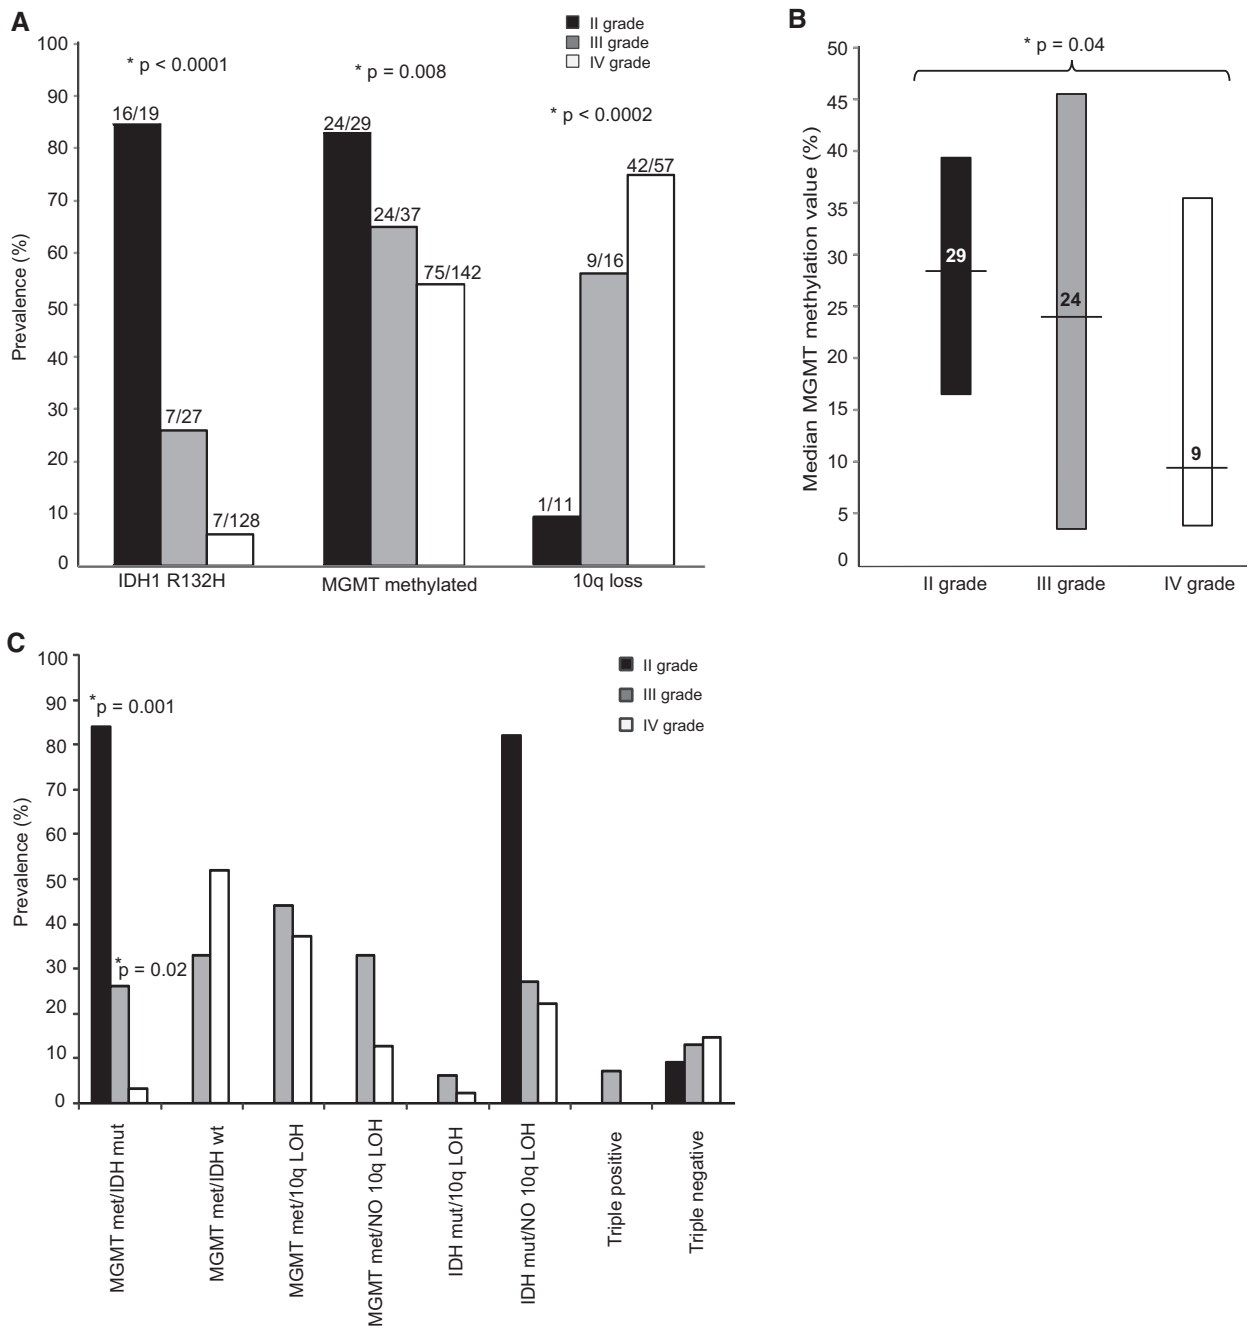 A
II grade
III grade
IV grade
* p < 0.0001
* p = 0.008
* p < 0.0002
100
90
80
70
60
50
40
30
20
10
0
Prevalence (%)
16/19
7/27
7/128
24/29
24/37
75/142
1/11
9/16
42/57
IDH1 R132H
MGMT methylated
10q loss
B
* p = 0.04
50
45
40
35
30
25
20
15
10
5
0
Median MGMT methylation value (%)
29
24
9
II grade
III grade
IV grade
C
II grade
III grade
IV grade
*p = 0.001
*p = 0.02
100
90
80
70
60
50
40
30
20
10
0
Prevalence (%)
MGMT met/IDH mut
MGMT met/IDH wt
MGMT met/10q LOH
MGMT met/NO 10q LOH
IDH mut/10q LOH
IDH mut/NO 10q LOH
Triple positive
Triple negative